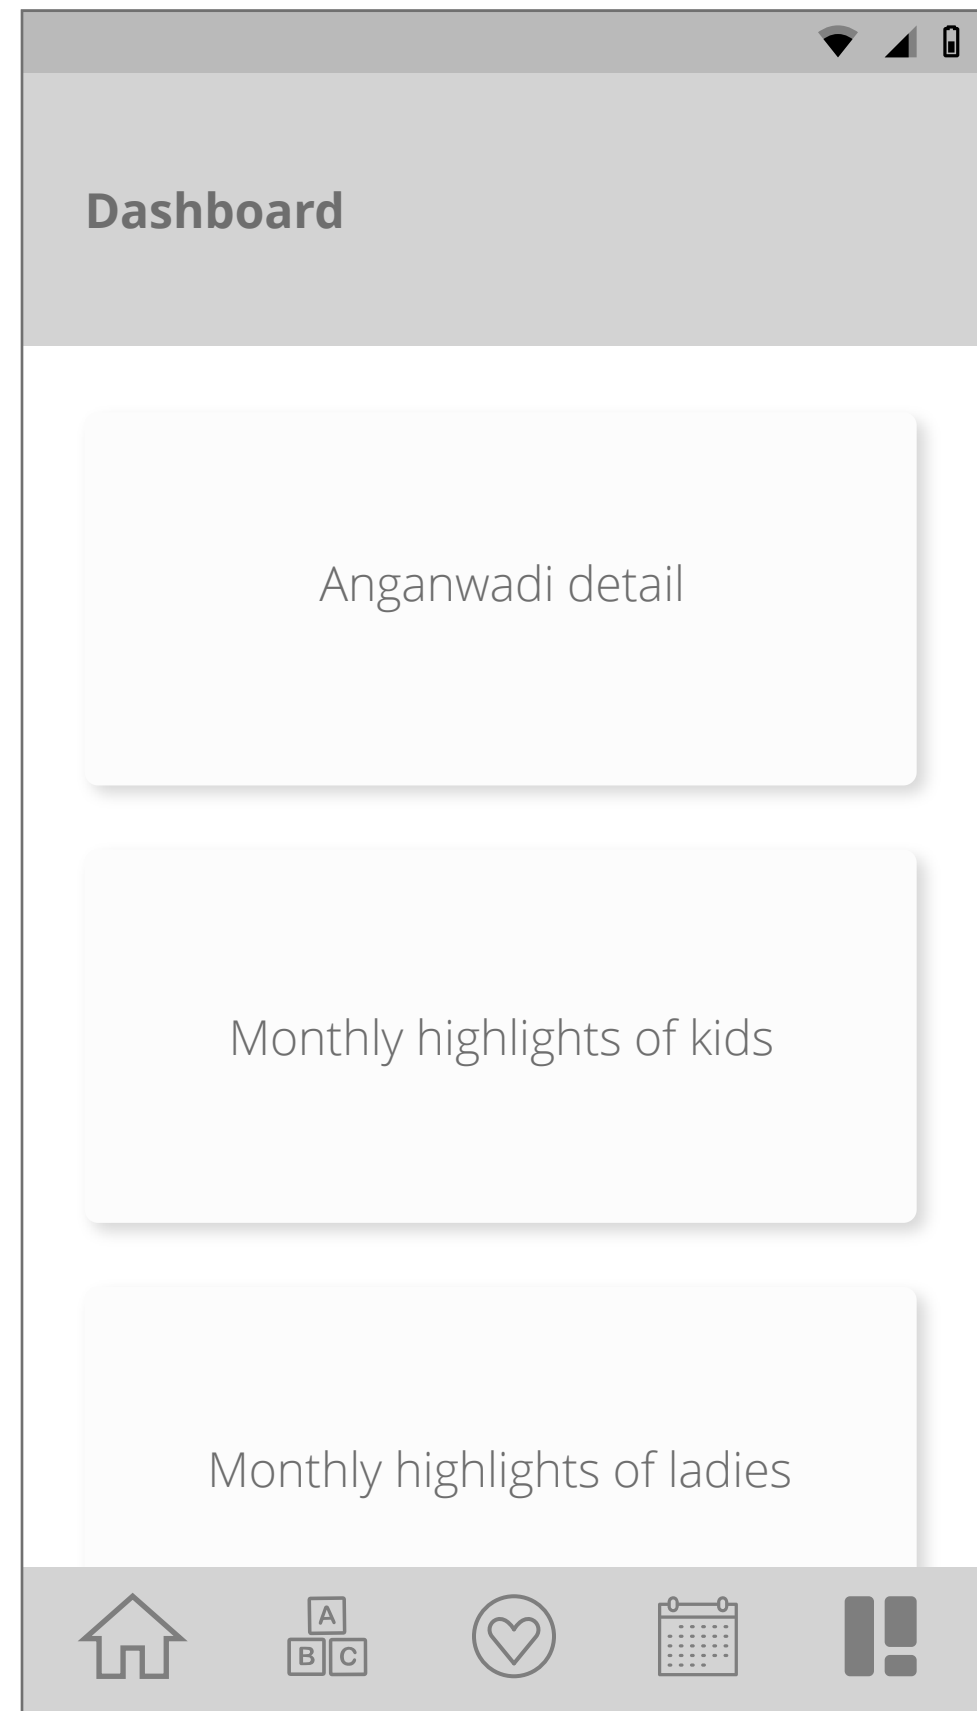 Dashboard
Anganwadi detail
Monthly highlights of kids
Monthly highlights of ladies
A
B C